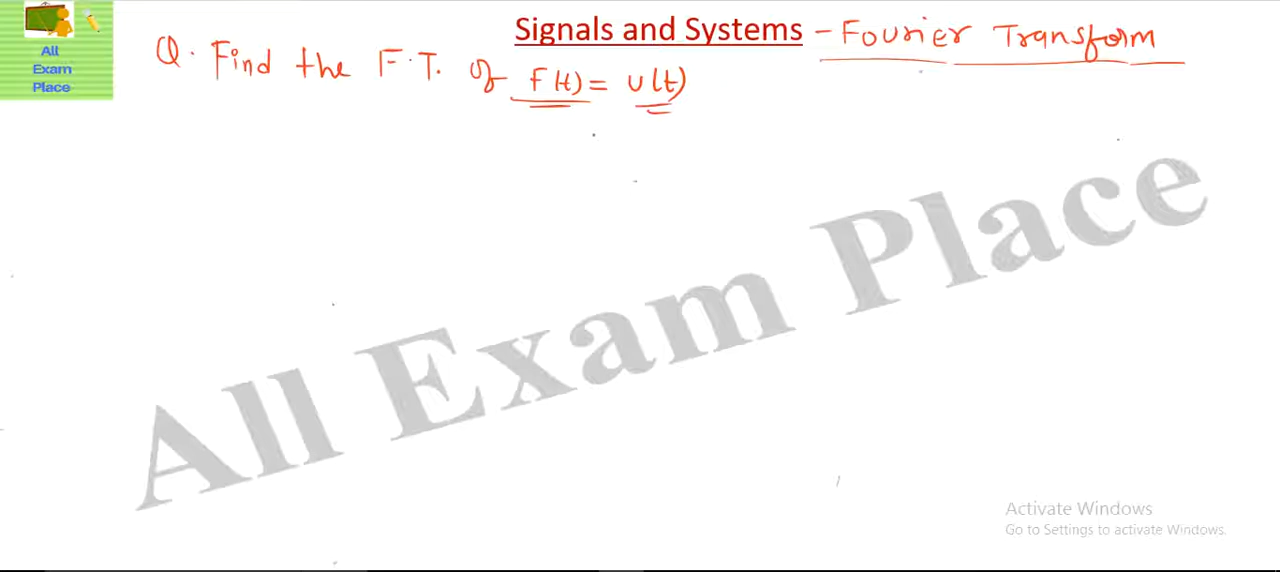 Signals and Systems - Fourier Transform
All
Exam
Place
Q. Find the F.T. of f(t) = u(t)
All Exam Place
Activate Windows
Go to Settings to activate Windows.